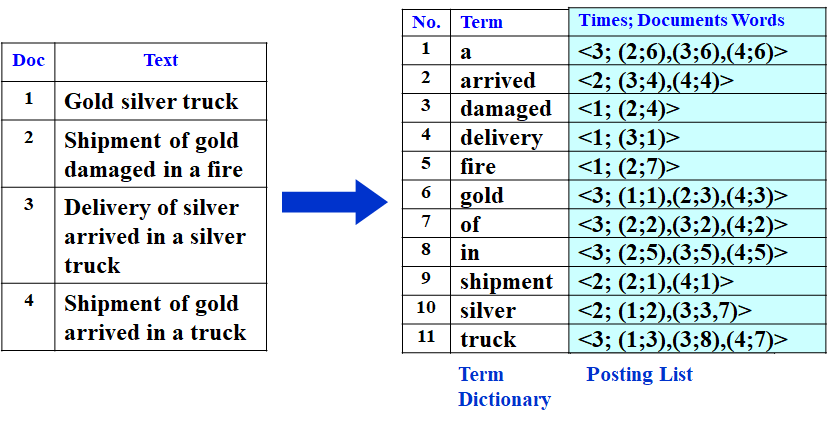 Doc Text
1 Gold silver truck
2 Shipment of gold
damaged in a fire
3 Delivery of silver
arrived in a silver
truck
4 Shipment of gold
arrived in a truck
No. Term Times; Documents Words
1 a <3; (2;6),(3;6),(4;6)>
2 arrived <2; (3;4),(4;4)>
3 damaged <1; (2;4)>
4 delivery <1; (3;1)>
5 fire <1; (2;7)>
6 gold <3; (1;1),(2;3),(4;3)>
7 of <3; (2;2),(3;2),(4;2)>
8 in <3; (2;5),(3;5),(4;5)>
9 shipment <2; (2;1),(4;1)>
10 silver <2; (1;2),(3;3,7)>
11 truck <3; (1;3),(3;8),(4;7)>
Term Posting List
Dictionary